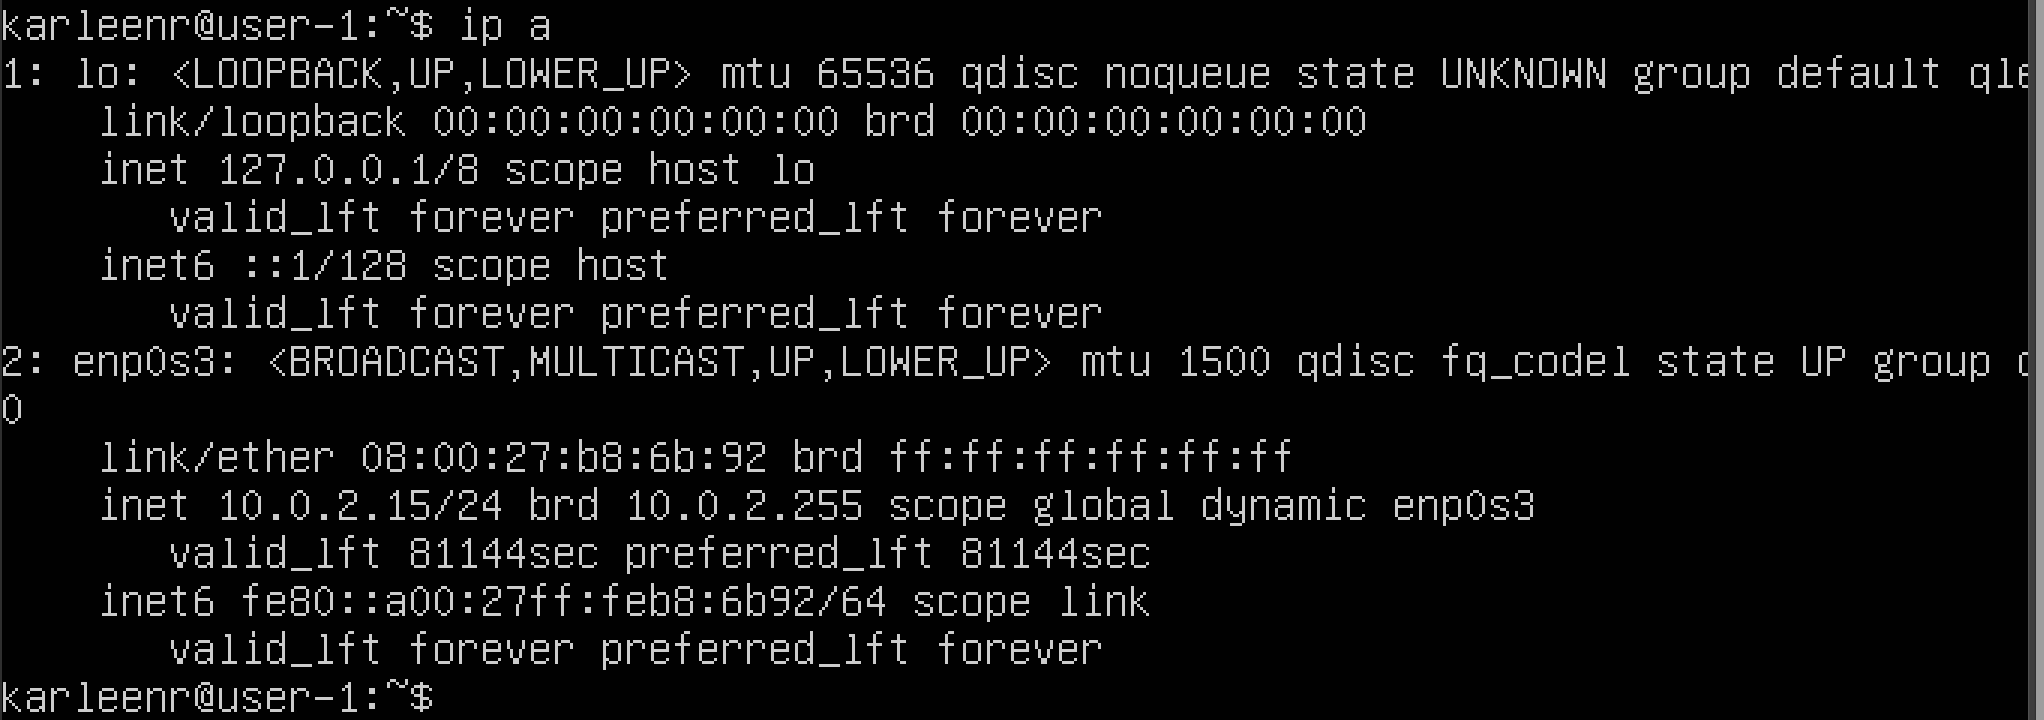 karleenr@user-1:~$ ip a
1: lo: <LOOPBACK,UP,LOWER_UP> mtu 65536 qdisc noqueue state UNKNOWN group default
link/loopback 00:00:00:00:00:00 brd 00:00:00:00:00:00
inet 127.0.0.1/8 scope host lo
valid_lft forever preferred_lft forever
inet6 ::1/128 scope host
valid_lft forever preferred_lft forever
2: enp0s3: <BROADCAST,MULTICAST,UP,LOWER_UP> mtu 1500 qdisc fq_codel state UP group
0
link/ether 08:00:27:b8:6b:92 brd ff:ff:ff:ff:ff:ff
inet 10.0.2.15/24 brd 10.0.2.255 scope global dynamic enp0s3
valid_lft 81144sec preferred_lft 81144sec
inet6 fe80::a00:27ff:feb8:6b92/64 scope link
valid_lft forever preferred_lft forever
karleenr@user-1:~$